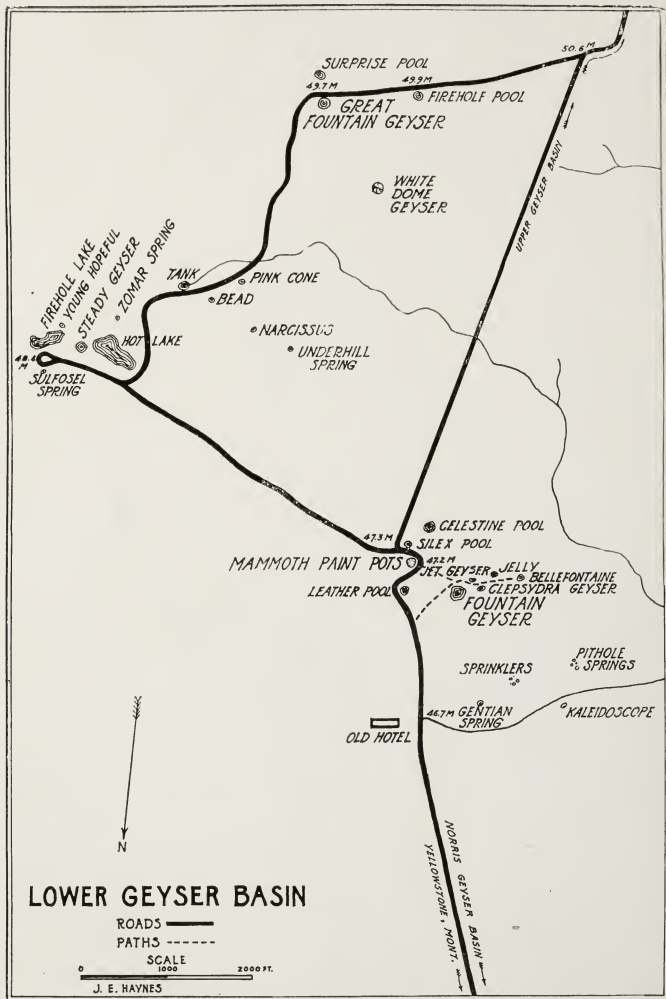 50.6 M
SURPRISE POOL
49.7 M
49.9 M
GREAT
FOUNTAIN GEYSER
FIREHOLE POOL
WHITE
DOME
GEYSER
UPPER GEYSER BASIN
FIREHOLE LAKE
YOUNG HOPEFUL
STEADY GEYSER
ZOMAR SPRING
TANK
PINK CONE
BEAD
HOT LAKE
NARCISSUS
UNDERHILL
SPRING
M
SULFOSEL
SPRING
CELESTINE POOL
47.3 M
SILEX POOL
MAMMOTH PAINT POTS
47.2 M
JET GEYSER
JELLY
BELLEFONTAINE
LEATHER POOL
CLEPSYDRA GEYSER
FOUNTAIN
GEYSER
SPRINKLERS
PITHOLE
SPRINGS
46.7 M
GENTIAN
SPRING
KALEIDOSCOPE
OLD HOTEL
N
NORRIS GEYSER BASIN
YELLOWSTONE, MONT.
LOWER GEYSER BASIN
ROADS
PATHS
SCALE
0 1000 2000 FT.
J. E. HAYNES